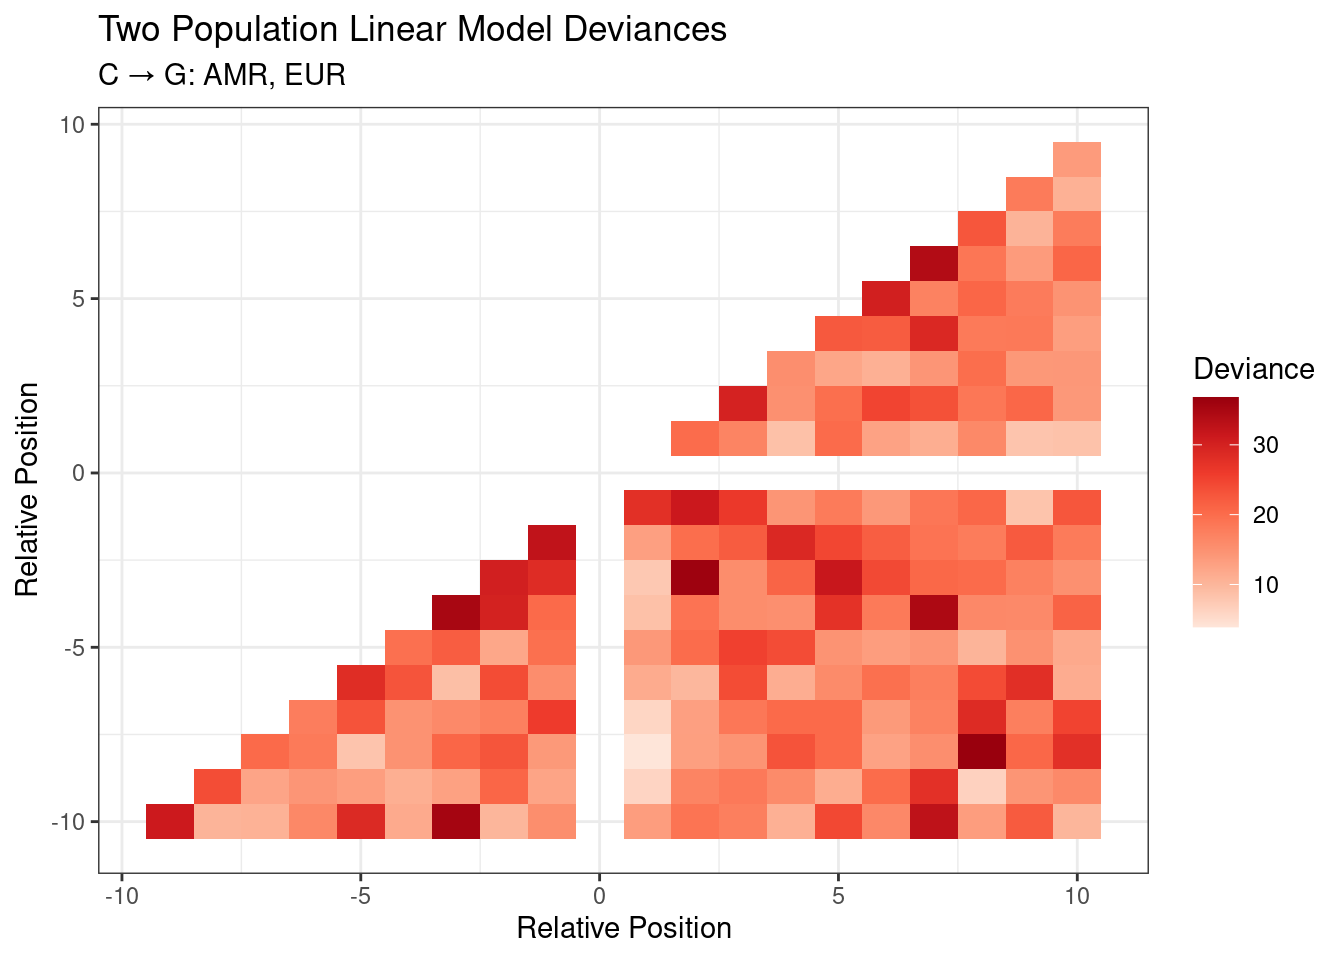 Two Population Linear Model Deviances
C → G: AMR, EUR
10
5
0
-5
-10
Relative Position
-10 -5 0 5 10
Relative Position
Deviance
30
20
10